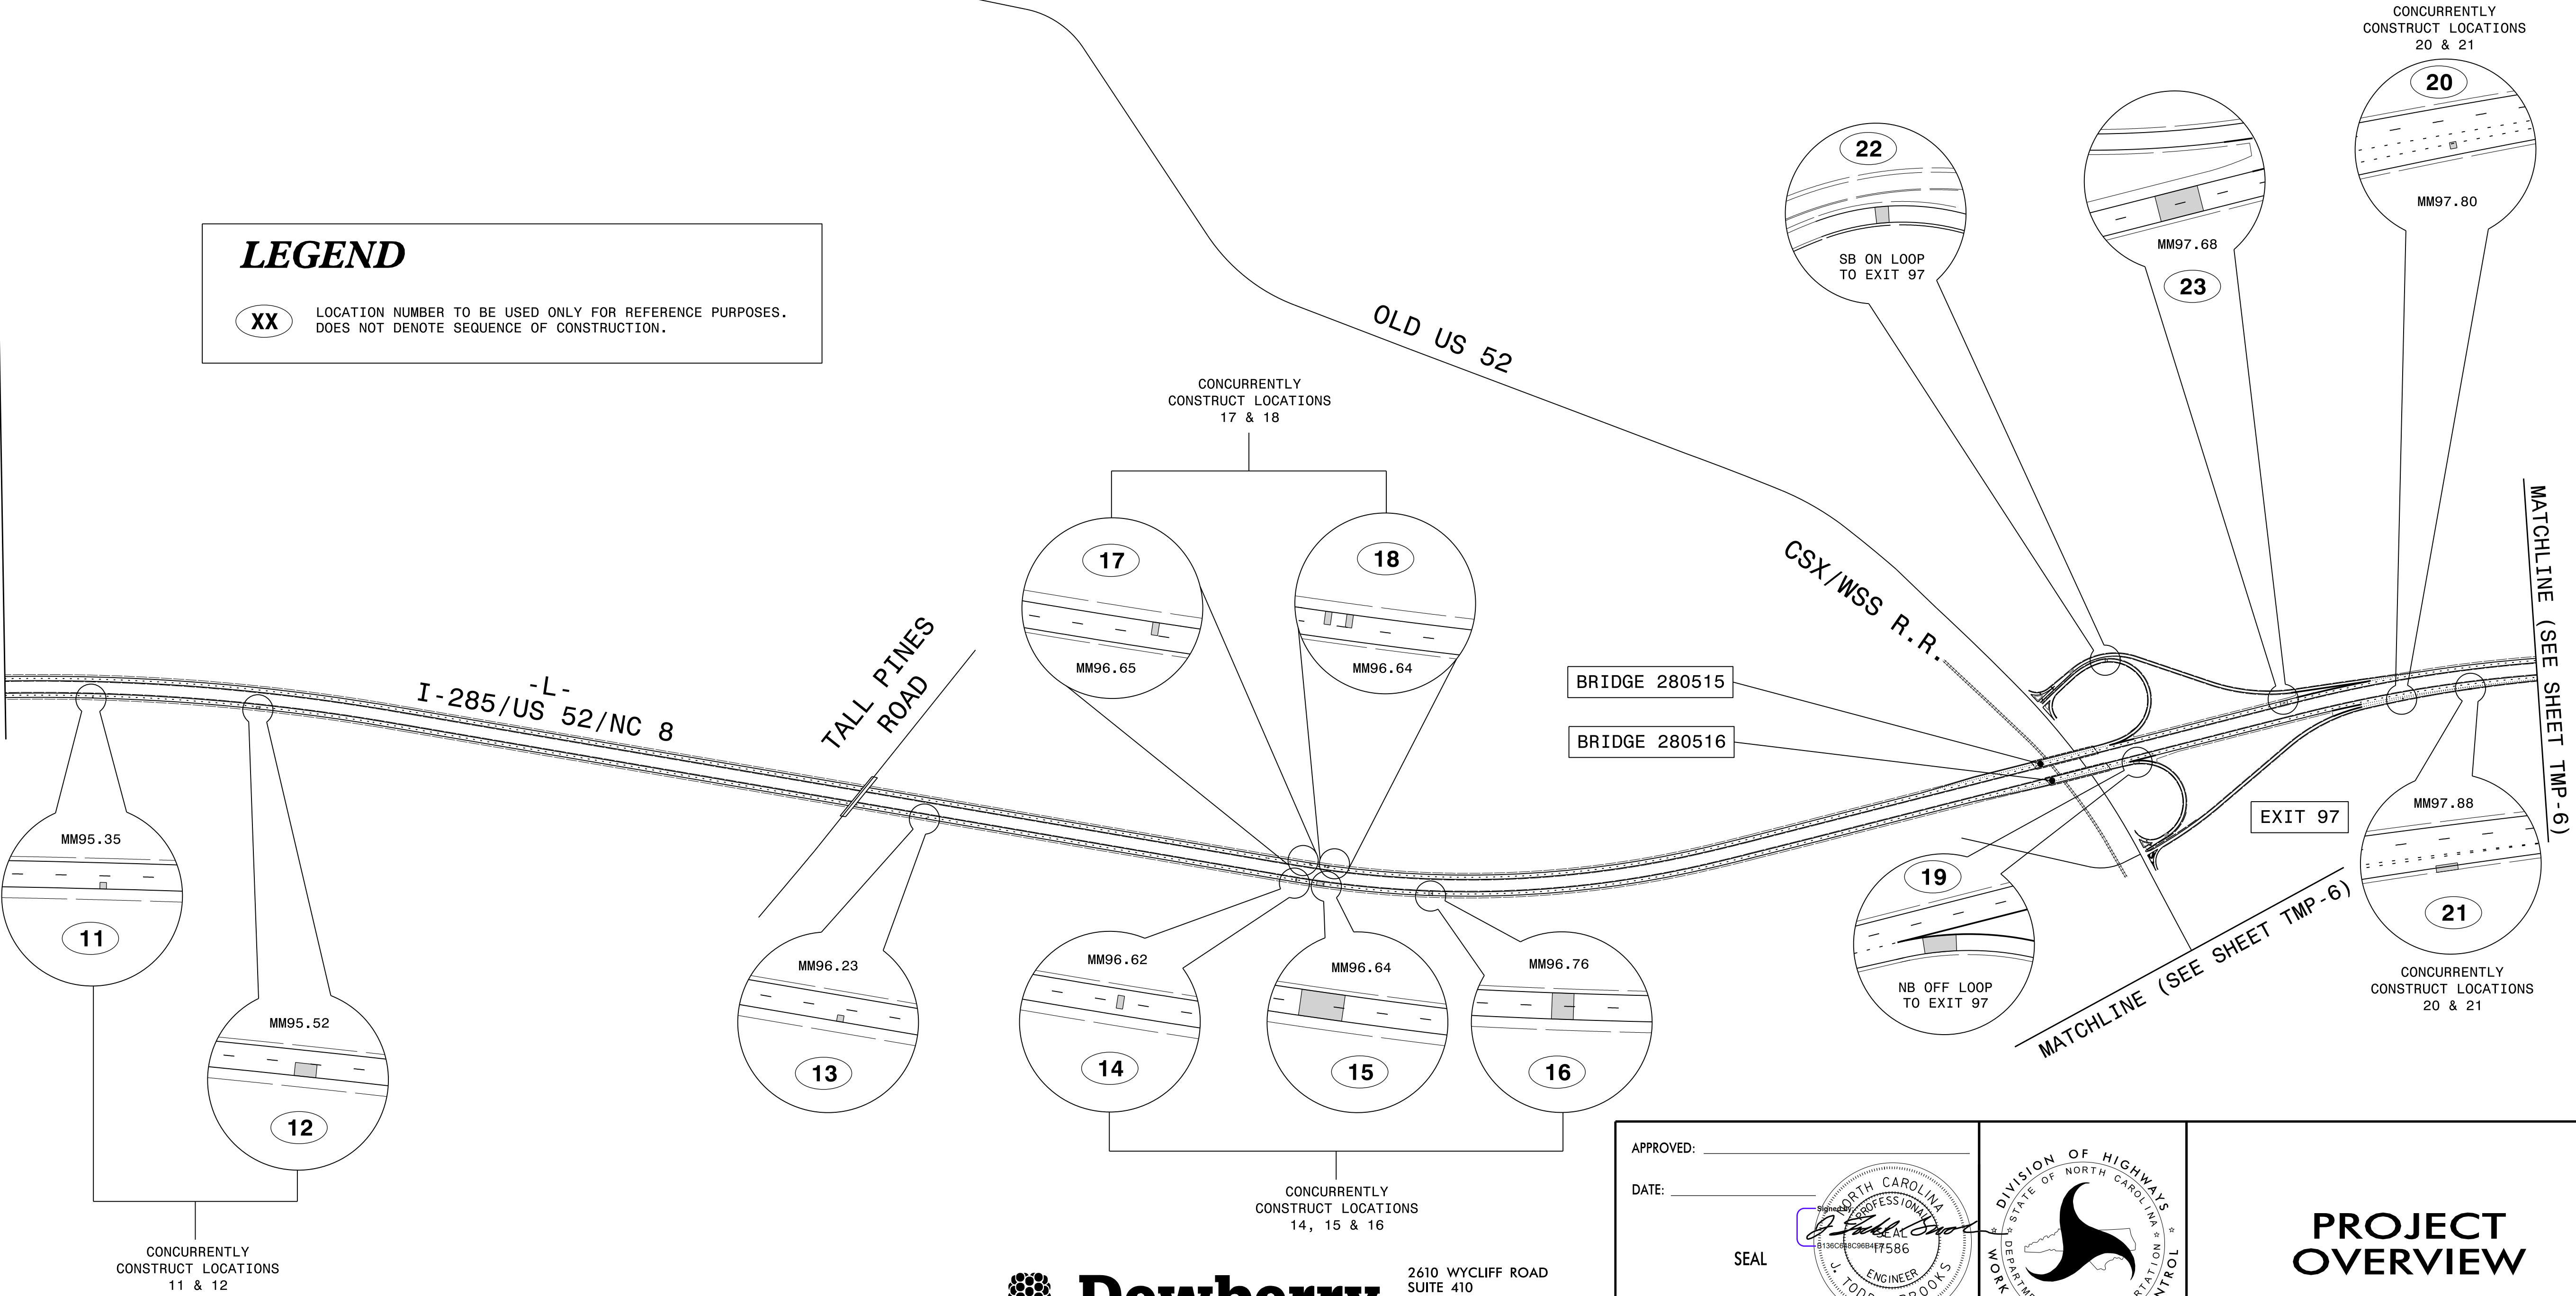 CONCURRENTLY
CONSTRUCT LOCATIONS
20 & 21
20
MM97.80
22
SB ON LOOP
TO EXIT 97
MM97.68
23
LEGEND
XX
LOCATION NUMBER TO BE USED ONLY FOR REFERENCE PURPOSES.
DOES NOT DENOTE SEQUENCE OF CONSTRUCTION.
OLD US 52
CONCURRENTLY
CONSTRUCT LOCATIONS
17 & 18
17
MM96.65
18
MM96.64
CSX/WSS R.R.
MATCHLINE (SEE SHEET TMP-6)
TALL PINES
ROAD
-L-
I-285/US 52/NC 8
BRIDGE 280515
BRIDGE 280516
EXIT 97
MM95.35
11
MM95.52
12
CONCURRENTLY
CONSTRUCT LOCATIONS
11 & 12
MM96.23
13
MM96.62
14
MM96.64
15
MM96.76
16
CONCURRENTLY
CONSTRUCT LOCATIONS
14, 15 & 16
19
NB OFF LOOP
TO EXIT 97
MM97.88
21
CONCURRENTLY
CONSTRUCT LOCATIONS
20 & 21
MATCHLINE (SEE SHEET TMP-6)
APPROVED:
DATE:
SEAL
NORTH CAROLINA
PROFESSIONAL
SEAL
17586
ENGINEER
DIVISION OF HIGHWAYS
STATE OF NORTH CAROLINA
WORK
PROJECT
OVERVIEW
Dewberry
2610 WYCLIFF ROAD
SUITE 410